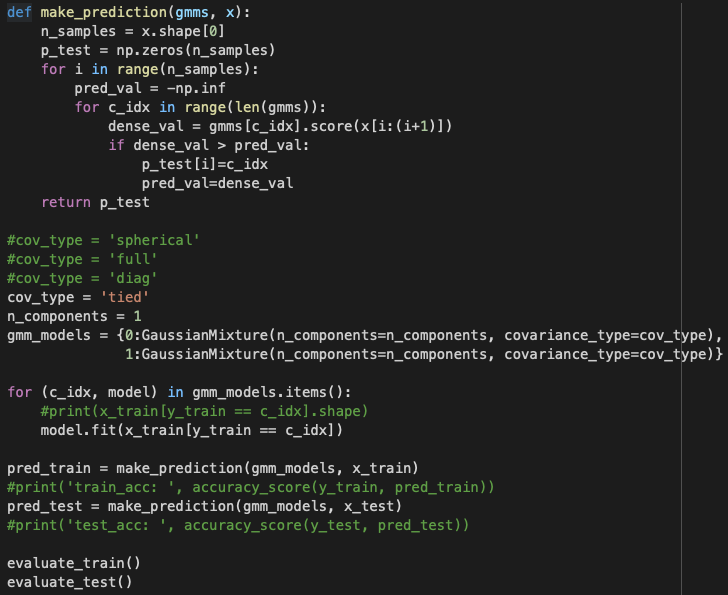 def make_prediction(gmms, x):
    n_samples = x.shape[0]
    p_test = np.zeros(n_samples)
    for i in range(n_samples):
        pred_val = -np.inf
        for c_idx in range(len(gmms)):
            dense_val = gmms[c_idx].score(x[i:(i+1)])
            if dense_val > pred_val:
                p_test[i]=c_idx
                pred_val=dense_val
    return p_test

#cov_type = 'spherical'
#cov_type = 'full'
#cov_type = 'diag'
cov_type = 'tied'
n_components = 1
gmm_models = {0:GaussianMixture(n_components=n_components, covariance_type=cov_type),
              1:GaussianMixture(n_components=n_components, covariance_type=cov_type)}

for (c_idx, model) in gmm_models.items():
    #print(x_train[y_train == c_idx].shape)
    model.fit(x_train[y_train == c_idx])

pred_train = make_prediction(gmm_models, x_train)
#print('train_acc: ', accuracy_score(y_train, pred_train))
pred_test = make_prediction(gmm_models, x_test)
#print('test_acc: ', accuracy_score(y_test, pred_test))

evaluate_train()
evaluate_test()